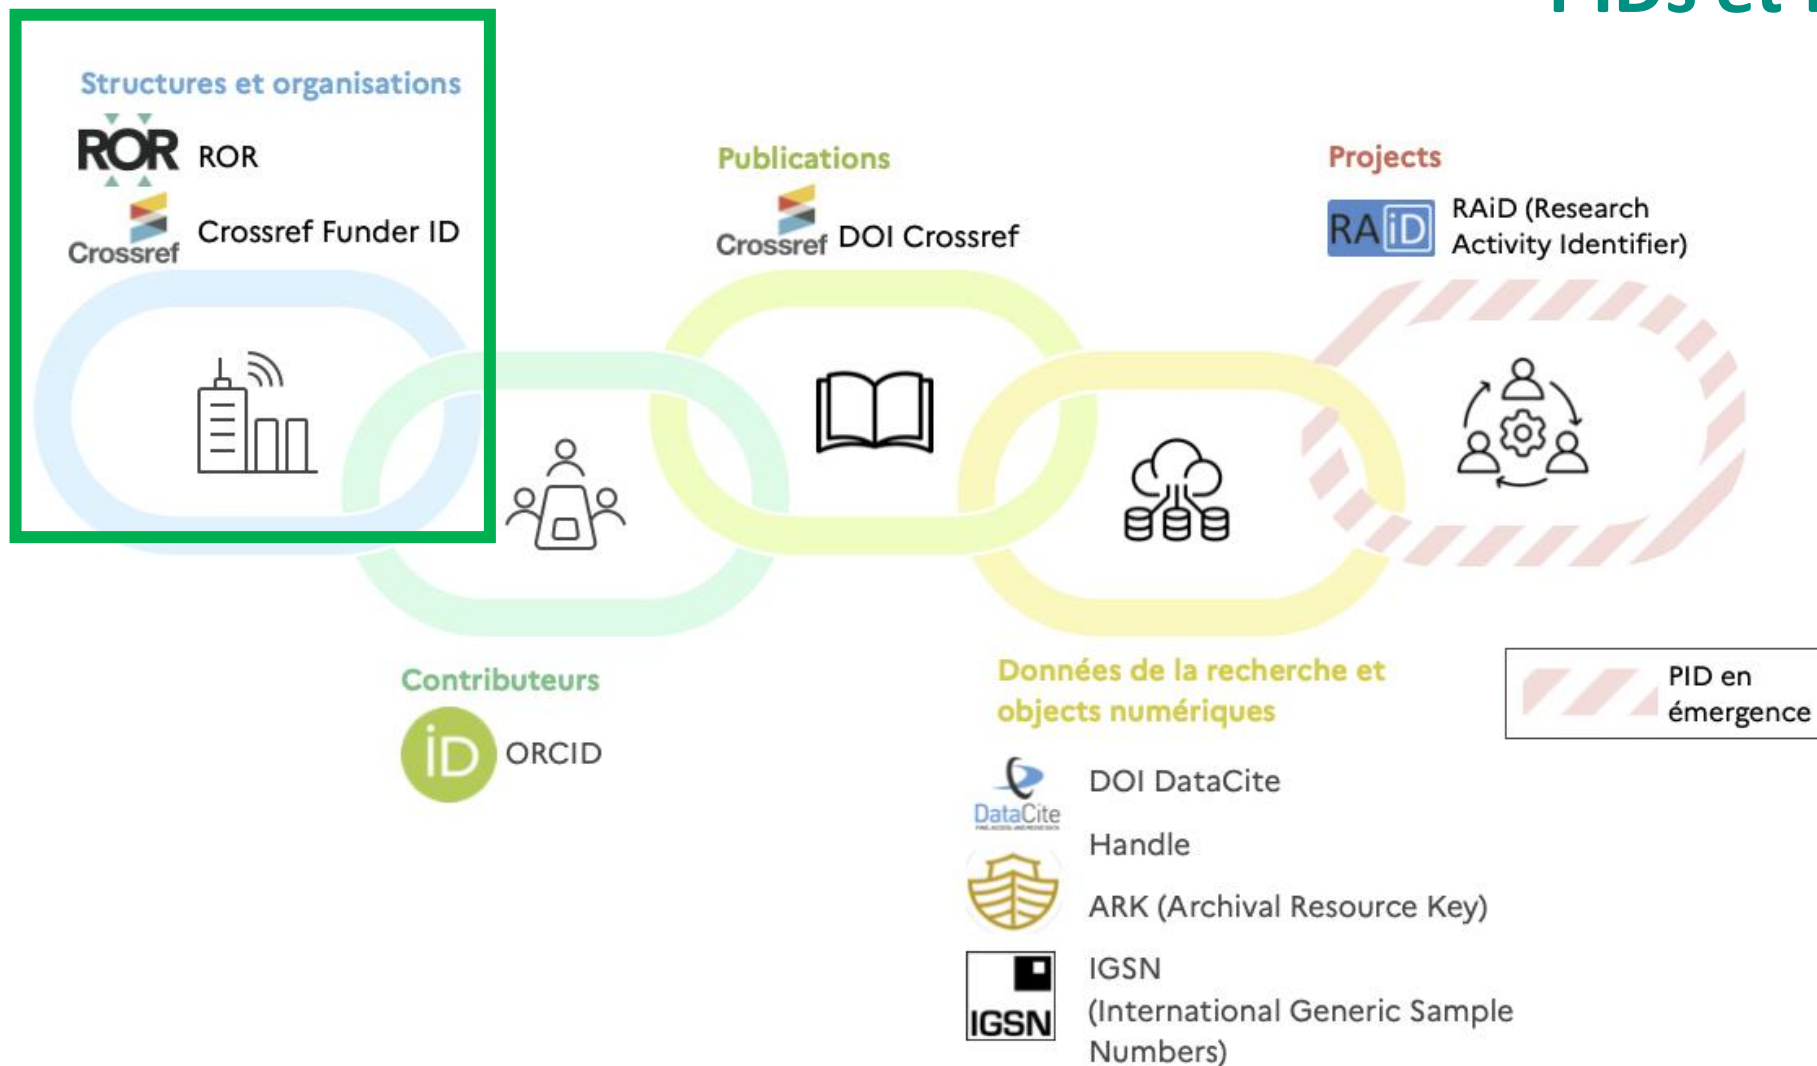 PIDs et
Structures et organisations
ROR
ROR
Crossref
Crossref Funder ID
Publications
Crossref
DOI Crossref
Projects
RAiD
RAiD (Research
Activity Identifier)
Contributeurs
iD
ORCID
Données de la recherche et
objects numériques
DataCite
DOI DataCite
Handle
ARK (Archival Resource Key)
IGSN
IGSN
(International Generic Sample
Numbers)
PID en
émergence